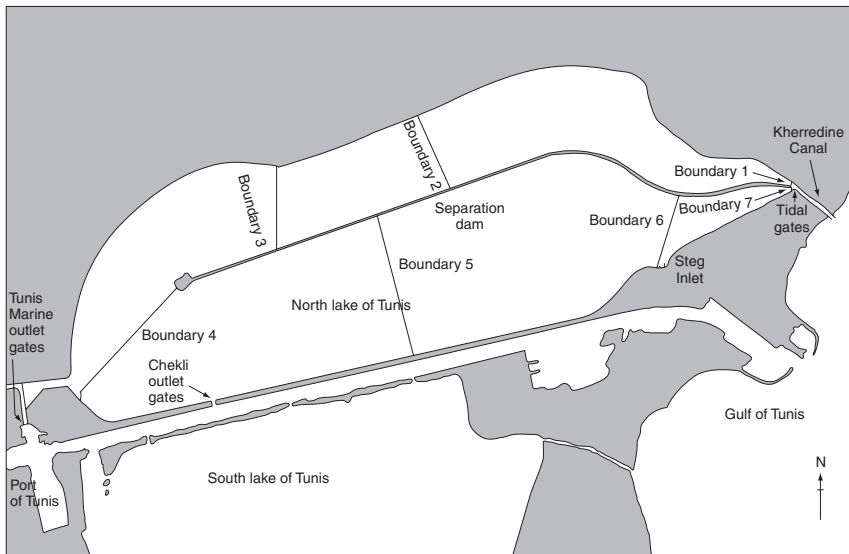 Kherredine
Canal
Boundary 1
Boundary 2
Boundary 3
Separation
dam
Boundary 6
Boundary 7
Tidal
gates
Boundary 5
Steg
Inlet
Tunis
Marine
outlet
gates
North lake of Tunis
Boundary 4
Chekli
outlet
gates
Gulf of Tunis
South lake of Tunis
Port
of Tunis
N